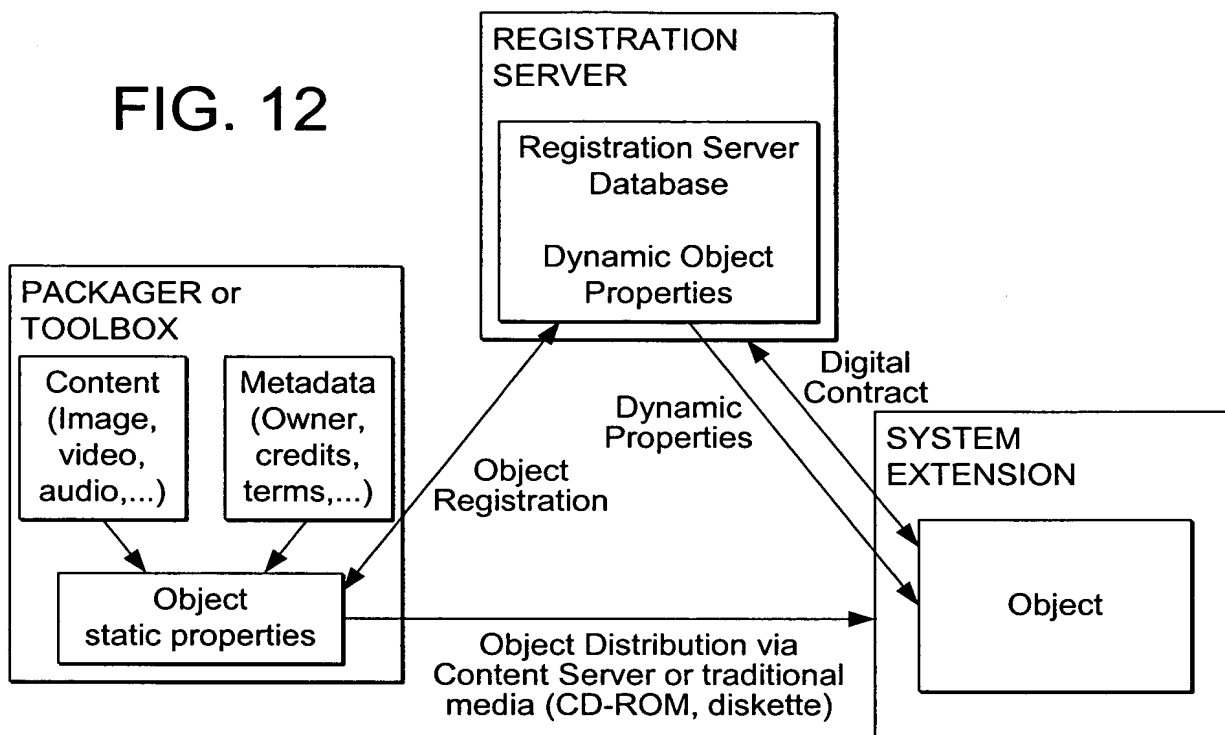 FIG. 12
REGISTRATION
SERVER
Registration Server
Database
Dynamic Object
Properties
PACKAGER or
TOOLBOX
Content
(Image,
video,
audio,...)
Metadata
(Owner,
credits,
terms,...)
Object
static properties
Object
Registration
Dynamic
Properties
Digital
Contract
SYSTEM
EXTENSION
Object
Object Distribution via
Content Server or traditional
media (CD-ROM, diskette)